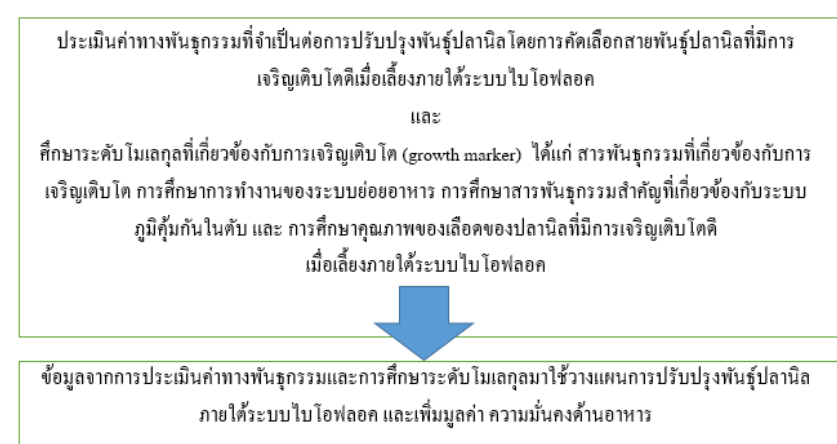 ประเมินค่าทางพันธุกรรมที่จำเป็นต่อการปรับปรุงพันธุ์ปลานิลโดยการคัดเลือกสายพันธุ์ปลานิลที่มีการ
เจริญเติบโตดีเมื่อเลี้ยงภายใต้ระบบไบโอฟลอค
และ
ศึกษาระดับโมเลกุลที่เกี่ยวข้องกับการเจริญเติบโต (growth marker) ได้แก่ สารพันธุกรรมที่เกี่ยวข้องกับการ
เจริญเติบโต การศึกษาการทำงานของระบบย่อยอาหาร การศึกษาสารพันธุกรรมสำคัญที่เกี่ยวข้องกับระบบ
ภูมิคุ้มกันในตับ และ การศึกษาคุณภาพของเลือดของปลานิลที่มีการเจริญเติบโตดี
เมื่อเลี้ยงภายใต้ระบบไบโอฟลอค
ข้อมูลจากการประเมินค่าทางพันธุกรรมและการศึกษาระดับโมเลกุลมาใช้วางแผนการปรับปรุงพันธุ์ปลานิล
ภายใต้ระบบไบโอฟลอค และเพิ่มมูลค่า ความมั่นคงด้านอาหาร